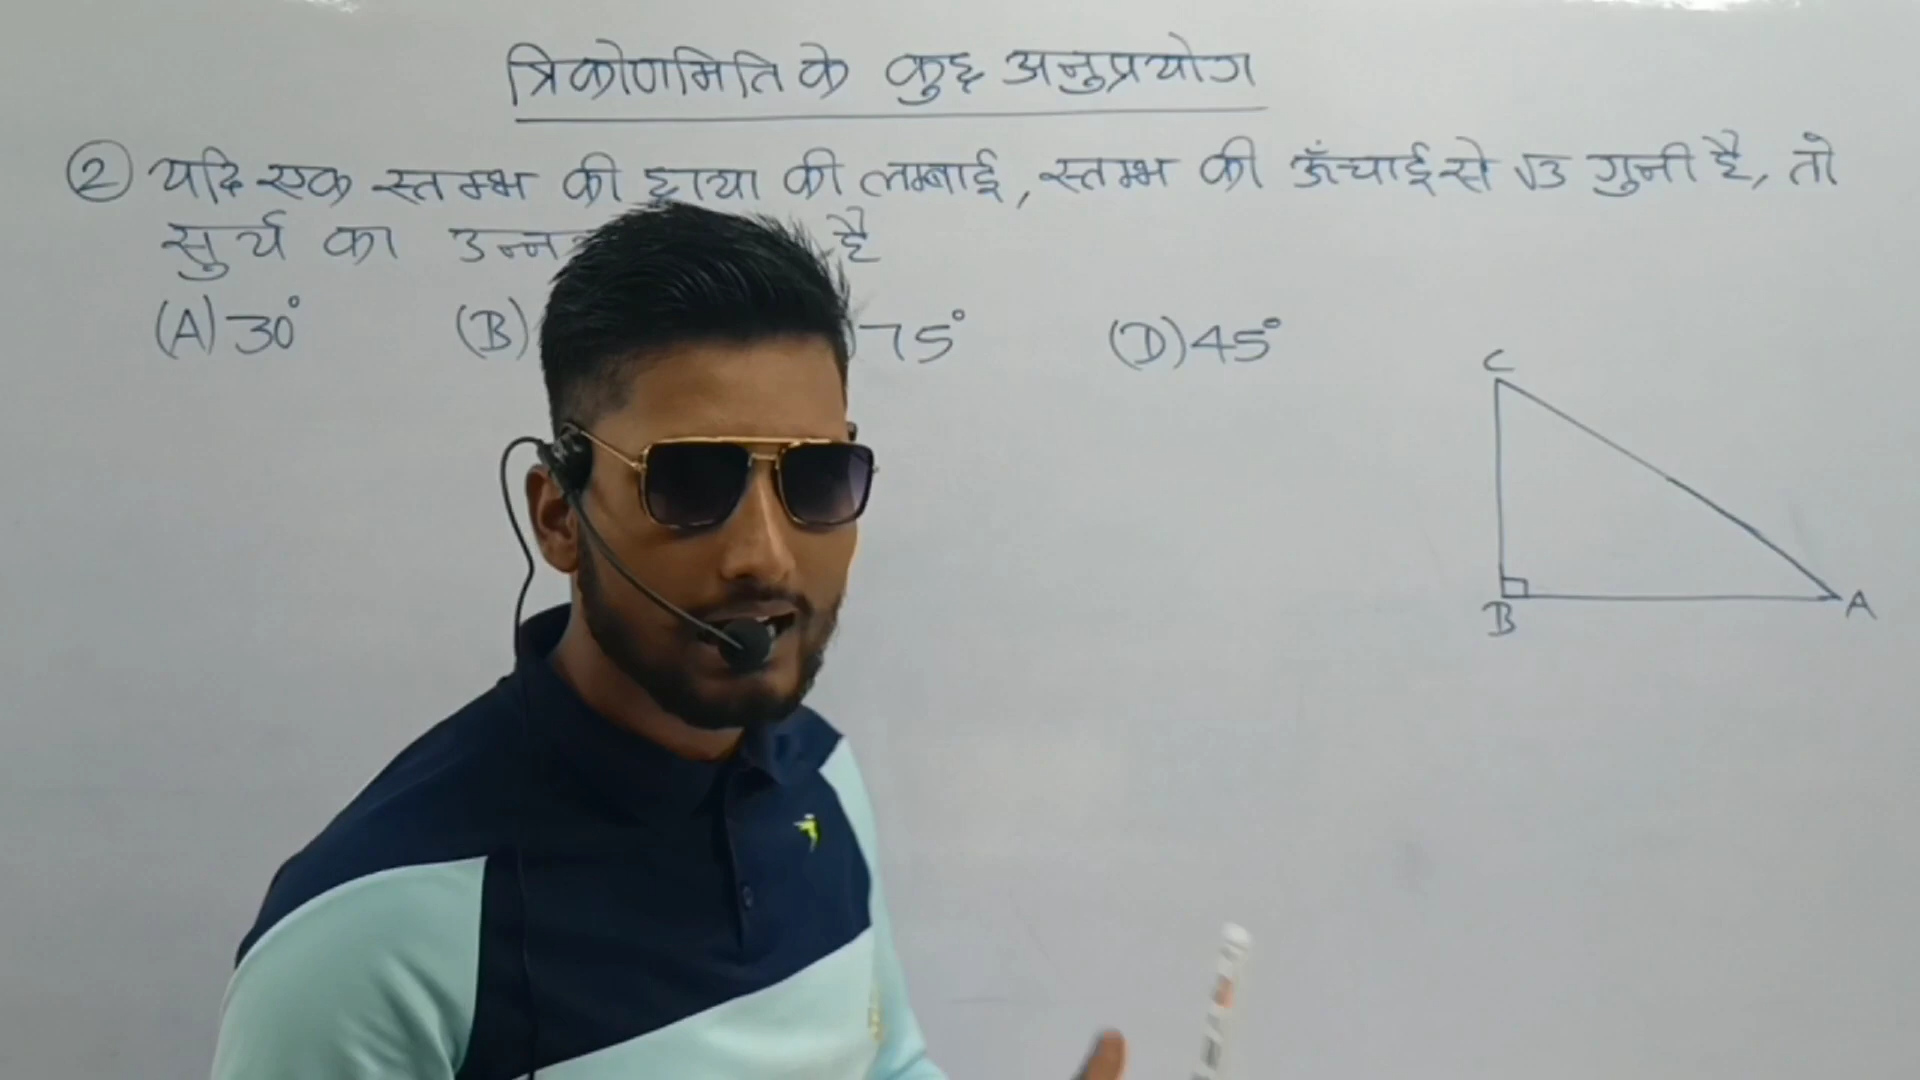 त्रिकोणमिति के कुछ अनुप्रयोग
② यदि एक स्तम्भ की छाया की लम्बाई, स्तम्भ की ऊँचाई से √3 गुनी है, तो
सुर्य का है
(A) 30° (B) 75° (D) 45°
C
B A